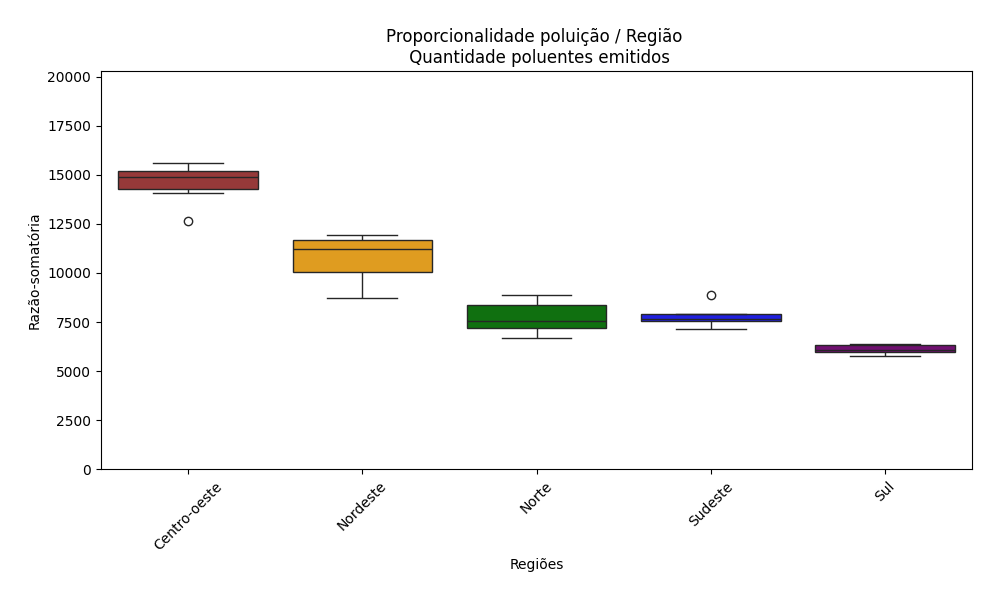 Proporcionalidade poluição / Região
Quantidade poluentes emitidos
Razão-somatória
20000
17500
15000
12500
10000
7500
5000
2500
0
Centro-oeste
Nordeste
Norte
Sudeste
Sul
Regiões